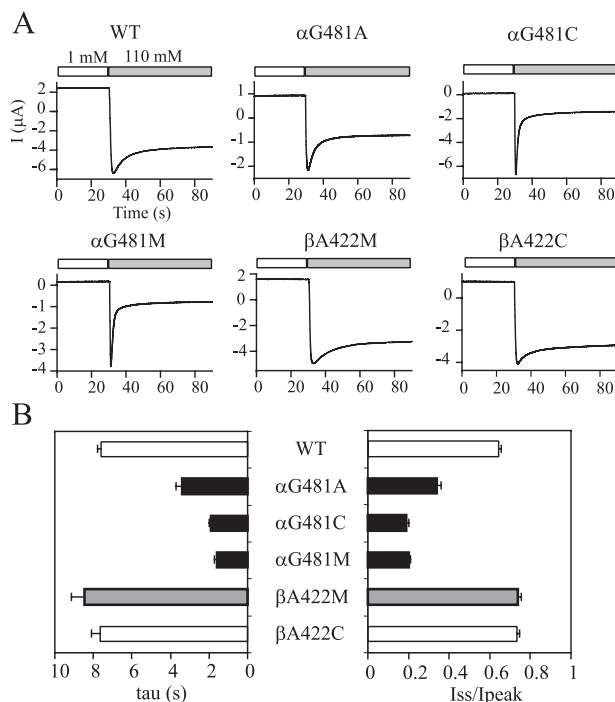 A
WT
αG481A
αG481C
1 mM
110 mM
I (μA)
2
0
-2
-4
-6
0 20 40 60 80
Time (s)
1
0
-1
-2
0 20 40 60 80
0
-2
-4
-6
0 20 40 60 80
αG481M
βA422M
βA422C
0
-1
-2
-3
-4
0 20 40 60 80
2
0
-2
-4
0 20 40 60 80
0
-2
-4
0 20 40 60 80
B
WT
αG481A
αG481C
αG481M
βA422M
βA422C
10 8 6 4 2 0
tau (s)
0 0.2 0.4 0.6 0.8 1
Iss/Ipeak